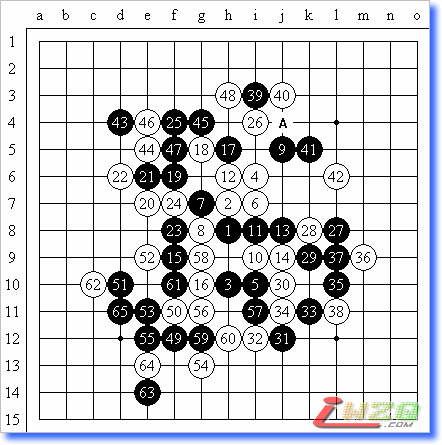 a b c d e f g h i j k l m n o
1
2
3 48 39 40
4 43 46 25 45 26 A
5 44 47 18 17 9 41
6 22 21 19 12 4 42
7 20 24 7 2 6
8 23 8 1 11 13 28 27
9 52 15 58 10 14 29 37 36
10 62 51 61 16 3 5 30 35
11 65 53 50 56 57 34 33 38
12 55 49 59 60 32 31
13 64 54
14 63
15
iWZQ
.COM